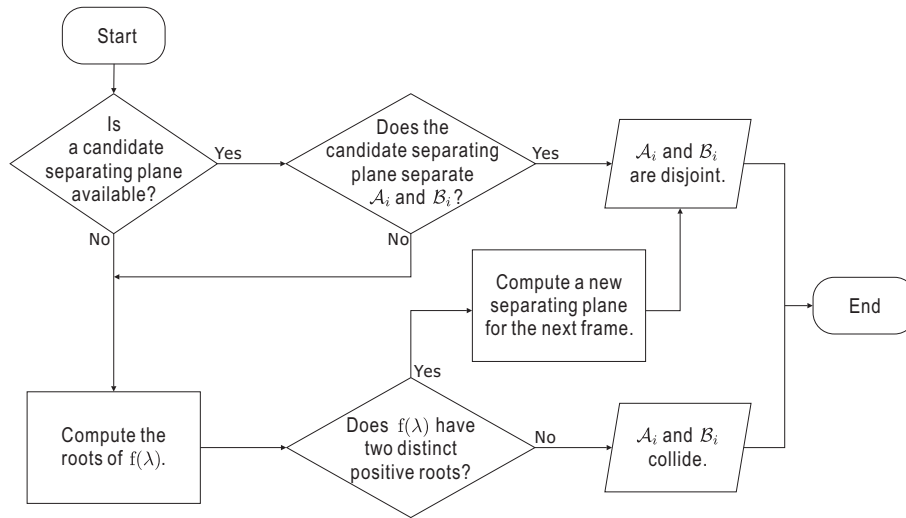 Start
Is
a candidate
separating plane
available?
Yes
No
Does the
candidate separating
plane separate
𝒜ᵢ and ℬᵢ?
Yes
No
𝒜ᵢ and ℬᵢ
are disjoint.
Compute a new
separating plane
for the next frame.
End
Compute the
roots of f(λ).
Yes
Does f(λ) have
two distinct
positive roots?
No
𝒜ᵢ and ℬᵢ
collide.